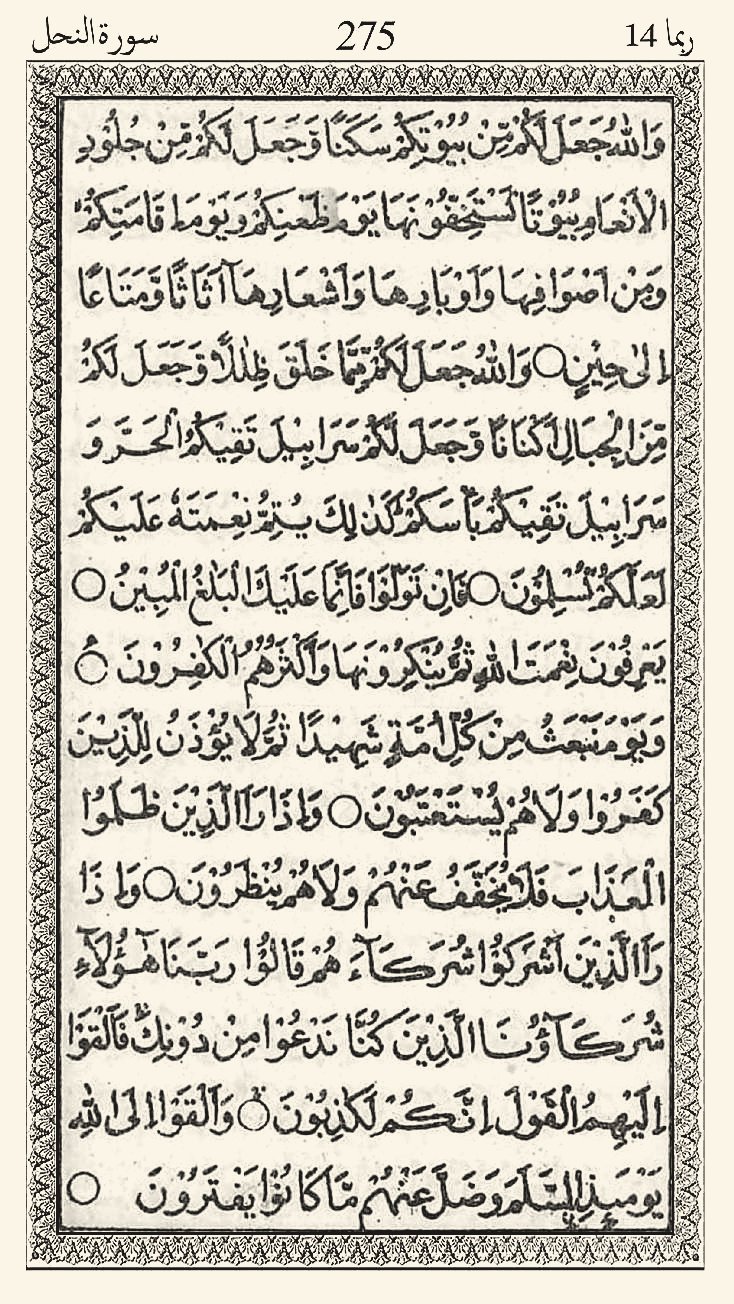 ربما 14 275 سورة النحل
وَاللّٰهُ جَعَلَ لَكُمْ مِّنْۢ بُيُوْتِكُمْ سَكَنًا وَّجَعَلَ لَكُمْ مِّنْ جُلُوْدِ
الْاَنْعَامِ بُيُوْتًا تَسْتَخِفُّوْنَهَا يَوْمَ ظَعْنِكُمْ وَيَوْمَ اِقَامَتِكُمْ ۙ
وَمِنْ اَصْوَافِهَا وَاَوْبَارِهَا وَاَشْعَارِهَاۤ اَثَاثًا وَّمَتَاعًا
اِلٰى حِيْنٍ ○ وَاللّٰهُ جَعَلَ لَكُمْ مِّمَّا خَلَقَ ظِلٰلًا وَّجَعَلَ لَكُمْ
مِّنَ الْجِبَالِ اَكْنَانًا وَّجَعَلَ لَكُمْ سَرَابِيْلَ تَقِيْكُمُ الْحَرَّ وَ
سَرَابِيْلَ تَقِيْكُمْ بَاْسَكُمْ ؕ كَذٰلِكَ يُتِمُّ نِعْمَتَهٗ عَلَيْكُمْ
لَعَلَّكُمْ تُسْلِمُوْنَ ○ فَاِنْ تَوَلَّوْا فَاِنَّمَا عَلَيْكَ الْبَلٰغُ الْمُبِيْنُ ○
يَعْرِفُوْنَ نِعْمَتَ اللّٰهِ ثُمَّ يُنْكِرُوْنَهَا وَاَكْثَرُهُمُ الْكٰفِرُوْنَ ○ۧ
وَيَوْمَ نَبْعَثُ مِنْ كُلِّ اُمَّةٍ شَهِيْدًا ثُمَّ لَا يُؤْذَنُ لِلَّذِيْنَ
كَفَرُوْا وَلَا هُمْ يُسْتَعْتَبُوْنَ ○ وَاِذَا رَاَ الَّذِيْنَ ظَلَمُوا
الْعَذَابَ فَلَا يُخَفَّفُ عَنْهُمْ وَلَا هُمْ يُنْظَرُوْنَ ○ وَاِذَا
رَاَ الَّذِيْنَ اَشْرَكُوْا شُرَكَآءَ هُمْ قَالُوْا رَبَّنَا هٰۤؤُلَآءِ
شُرَكَآؤُنَا الَّذِيْنَ كُنَّا نَدْعُوْا مِنْ دُوْنِكَ ۚ فَاَلْقَوْا
اِلَيْهِمُ الْقَوْلَ اِنَّكُمْ لَكٰذِبُوْنَ ○ۚ وَاَلْقَوْا اِلَى اللّٰهِ
يَوْمَىِٕذِ ِۨالسَّلَمَ وَضَلَّ عَنْهُمْ مَّا كَانُوْا يَفْتَرُوْنَ ○